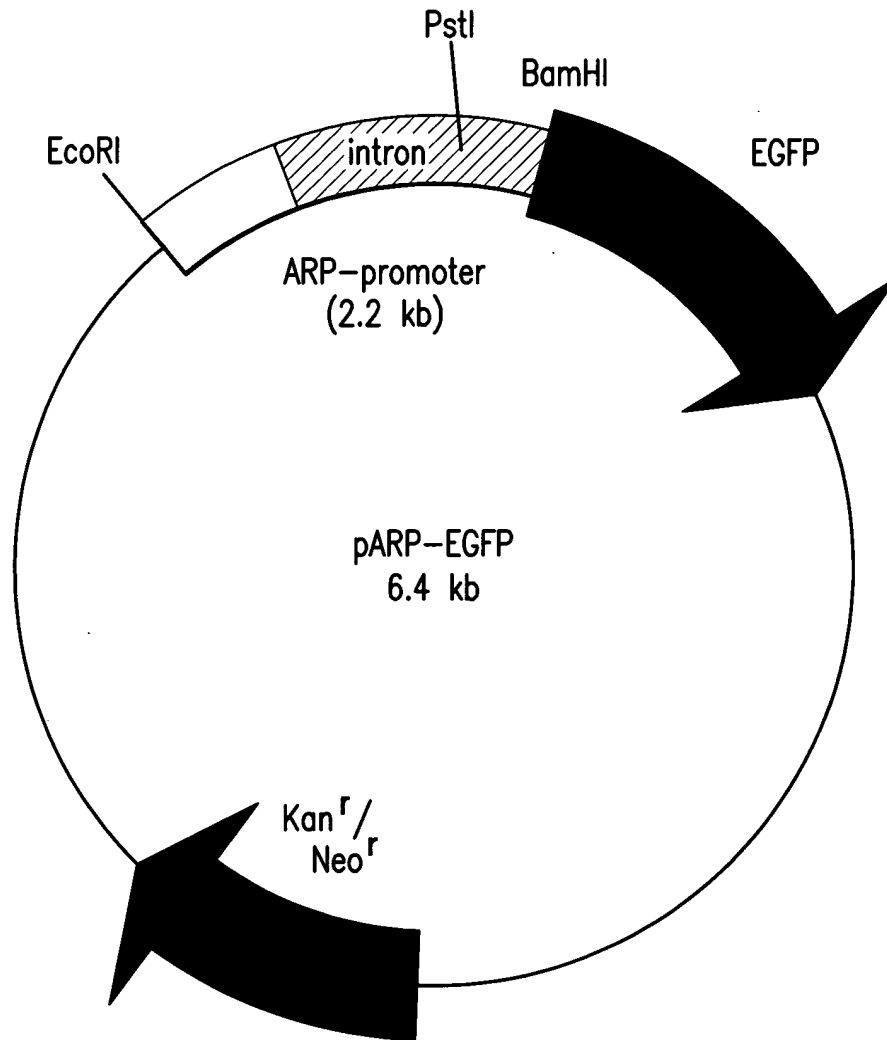 PstI
BamHI
EcoRI
intron
EGFP
ARP-promoter
(2.2 kb)
pARP-EGFP
6.4 kb
Kanʳ/
Neoʳ